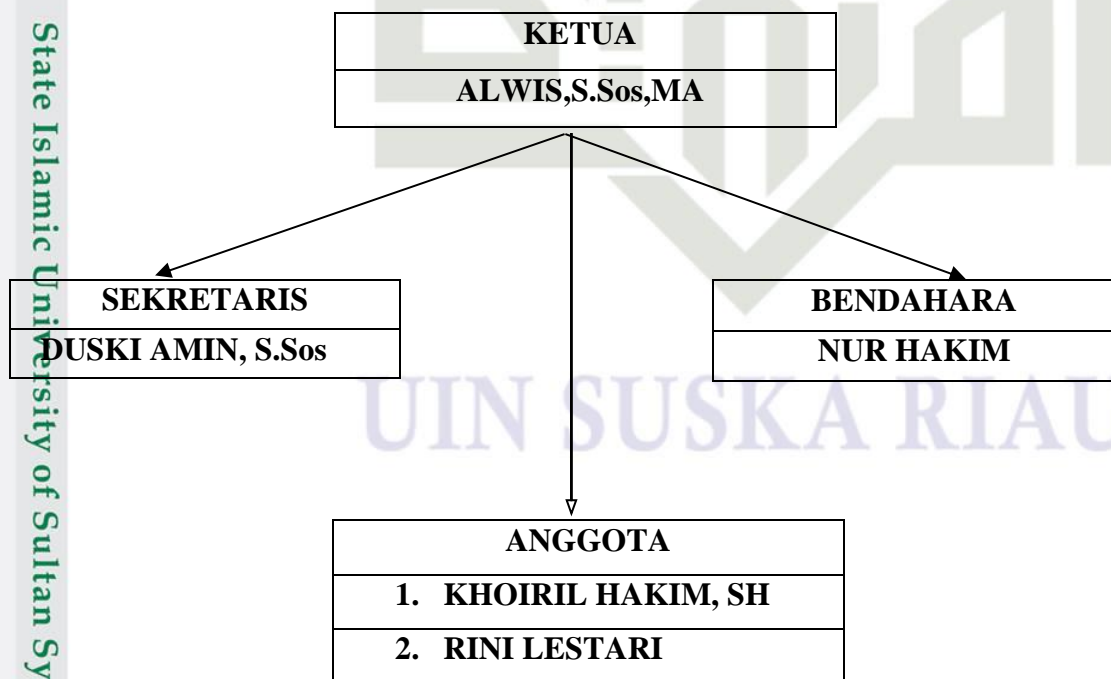 KETUA
ALWIS,S.Sos,MA
SEKRETARIS
DUSKI AMIN, S.Sos
BENDAHARA
NUR HAKIM
ANGGOTA
1. KHOIRIL HAKIM, SH
2. RINI LESTARI
UIN SUSKA RIAU
State Islamic University of Sultan Sy